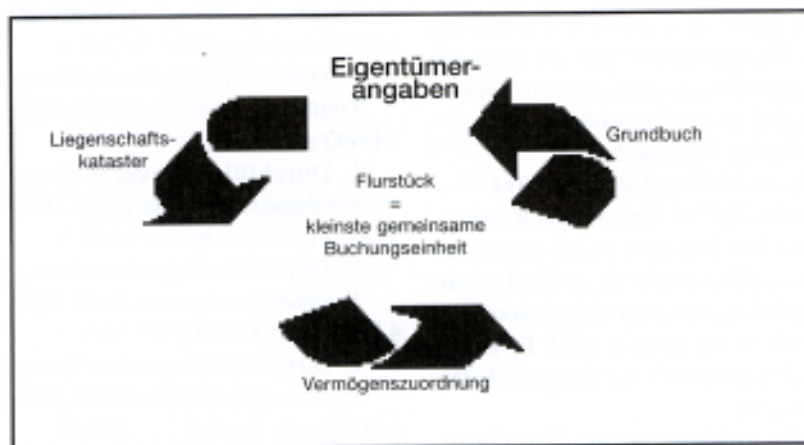 Eigentümer-
angaben
Liegenschafts-
kataster
Grundbuch
Flurstück
=
kleinste gemeinsame
Buchungseinheit
Vermögenszuordnung